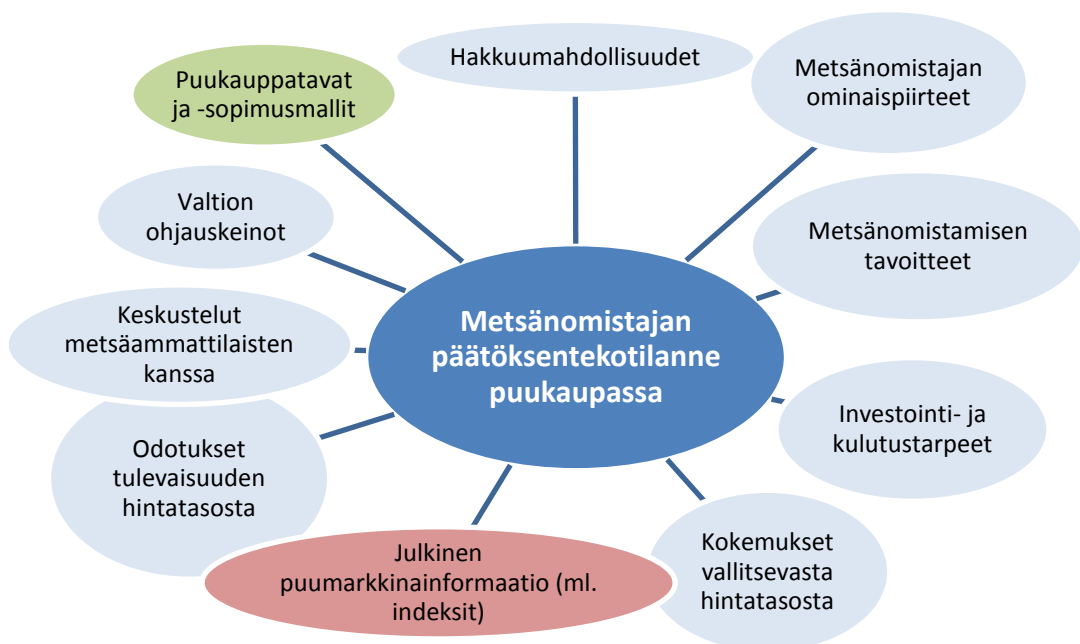 Hakkuumahdollisuudet
Puukauppatavat
ja -sopimusmallit
Metsänomistajan
ominaispiirteet
Valtion
ohjauskeinot
Metsänomistamisen
tavoitteet
Keskustelut
metsäammattilaisten
kanssa
Metsänomistajan
päätöksentekotilanne
puukaupassa
Investointi- ja
kulutustarpeet
Odotukset
tulevaisuuden
hintatasosta
Julkinen
puumarkkinainformaatio (ml.
indeksit)
Kokemukset
vallitsevasta
hintatasosta